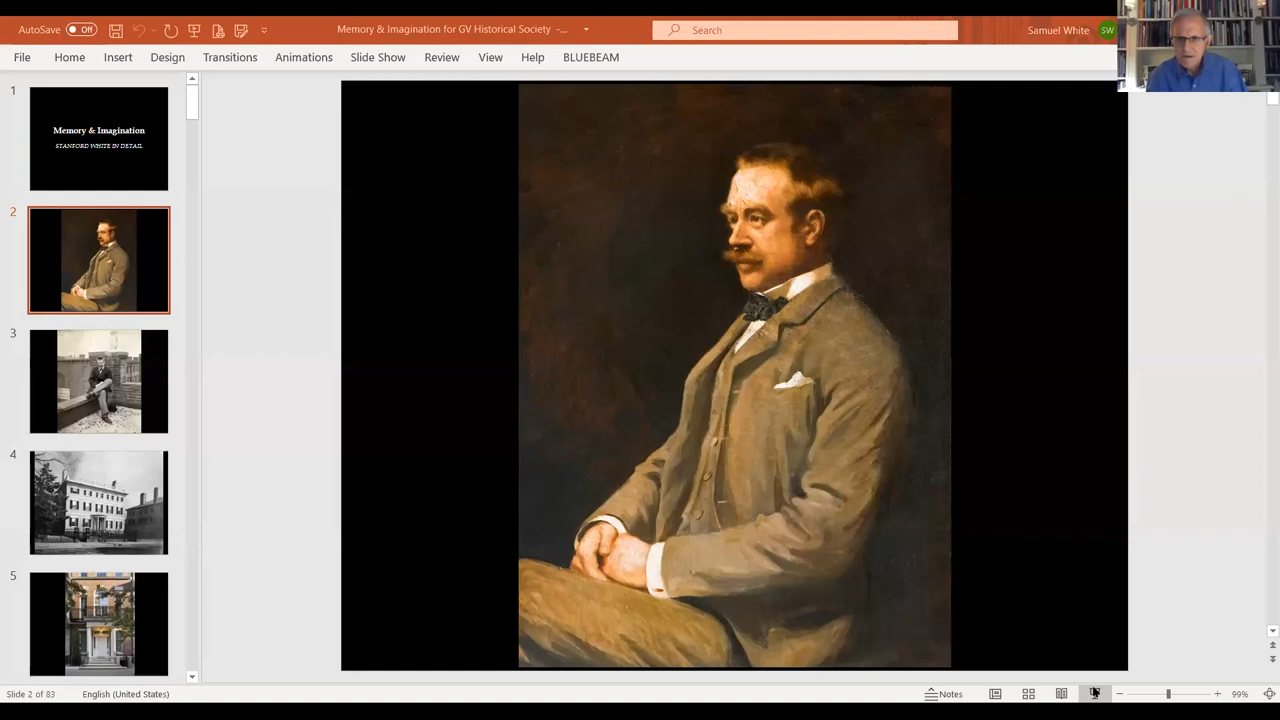 AutoSave Off
Memory & Imagination for GV Historical Society -...
Search
Samuel White SW
File Home Insert Design Transitions Animations Slide Show Review View Help BLUEBEAM
1
Memory & Imagination
STANFORD WHITE IN DETAIL
2
3
4
5
Slide 2 of 83
English (United States)
Notes
99%